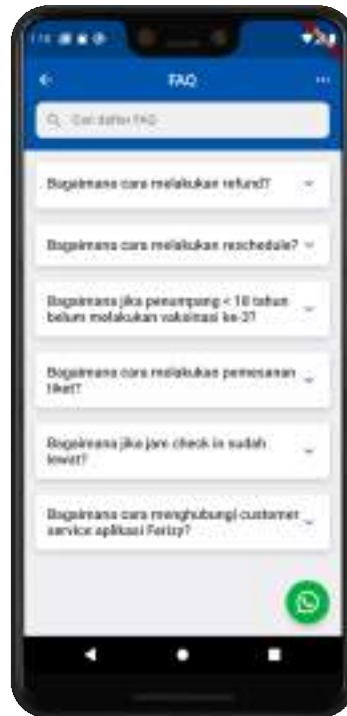 FAQ
Cari daftar FAQ
Bagaimana cara melakukan refund?
Bagaimana cara melakukan reschedule?
Bagaimana jika penumpang < 18 tahun
belum melakukan vaksinasi ke-2?
Bagaimana cara melakukan pemesanan
tiket?
Bagaimana jika jam check in sudah
lewat?
Bagaimana cara menghubungi customer
service aplikasi Ferizy?